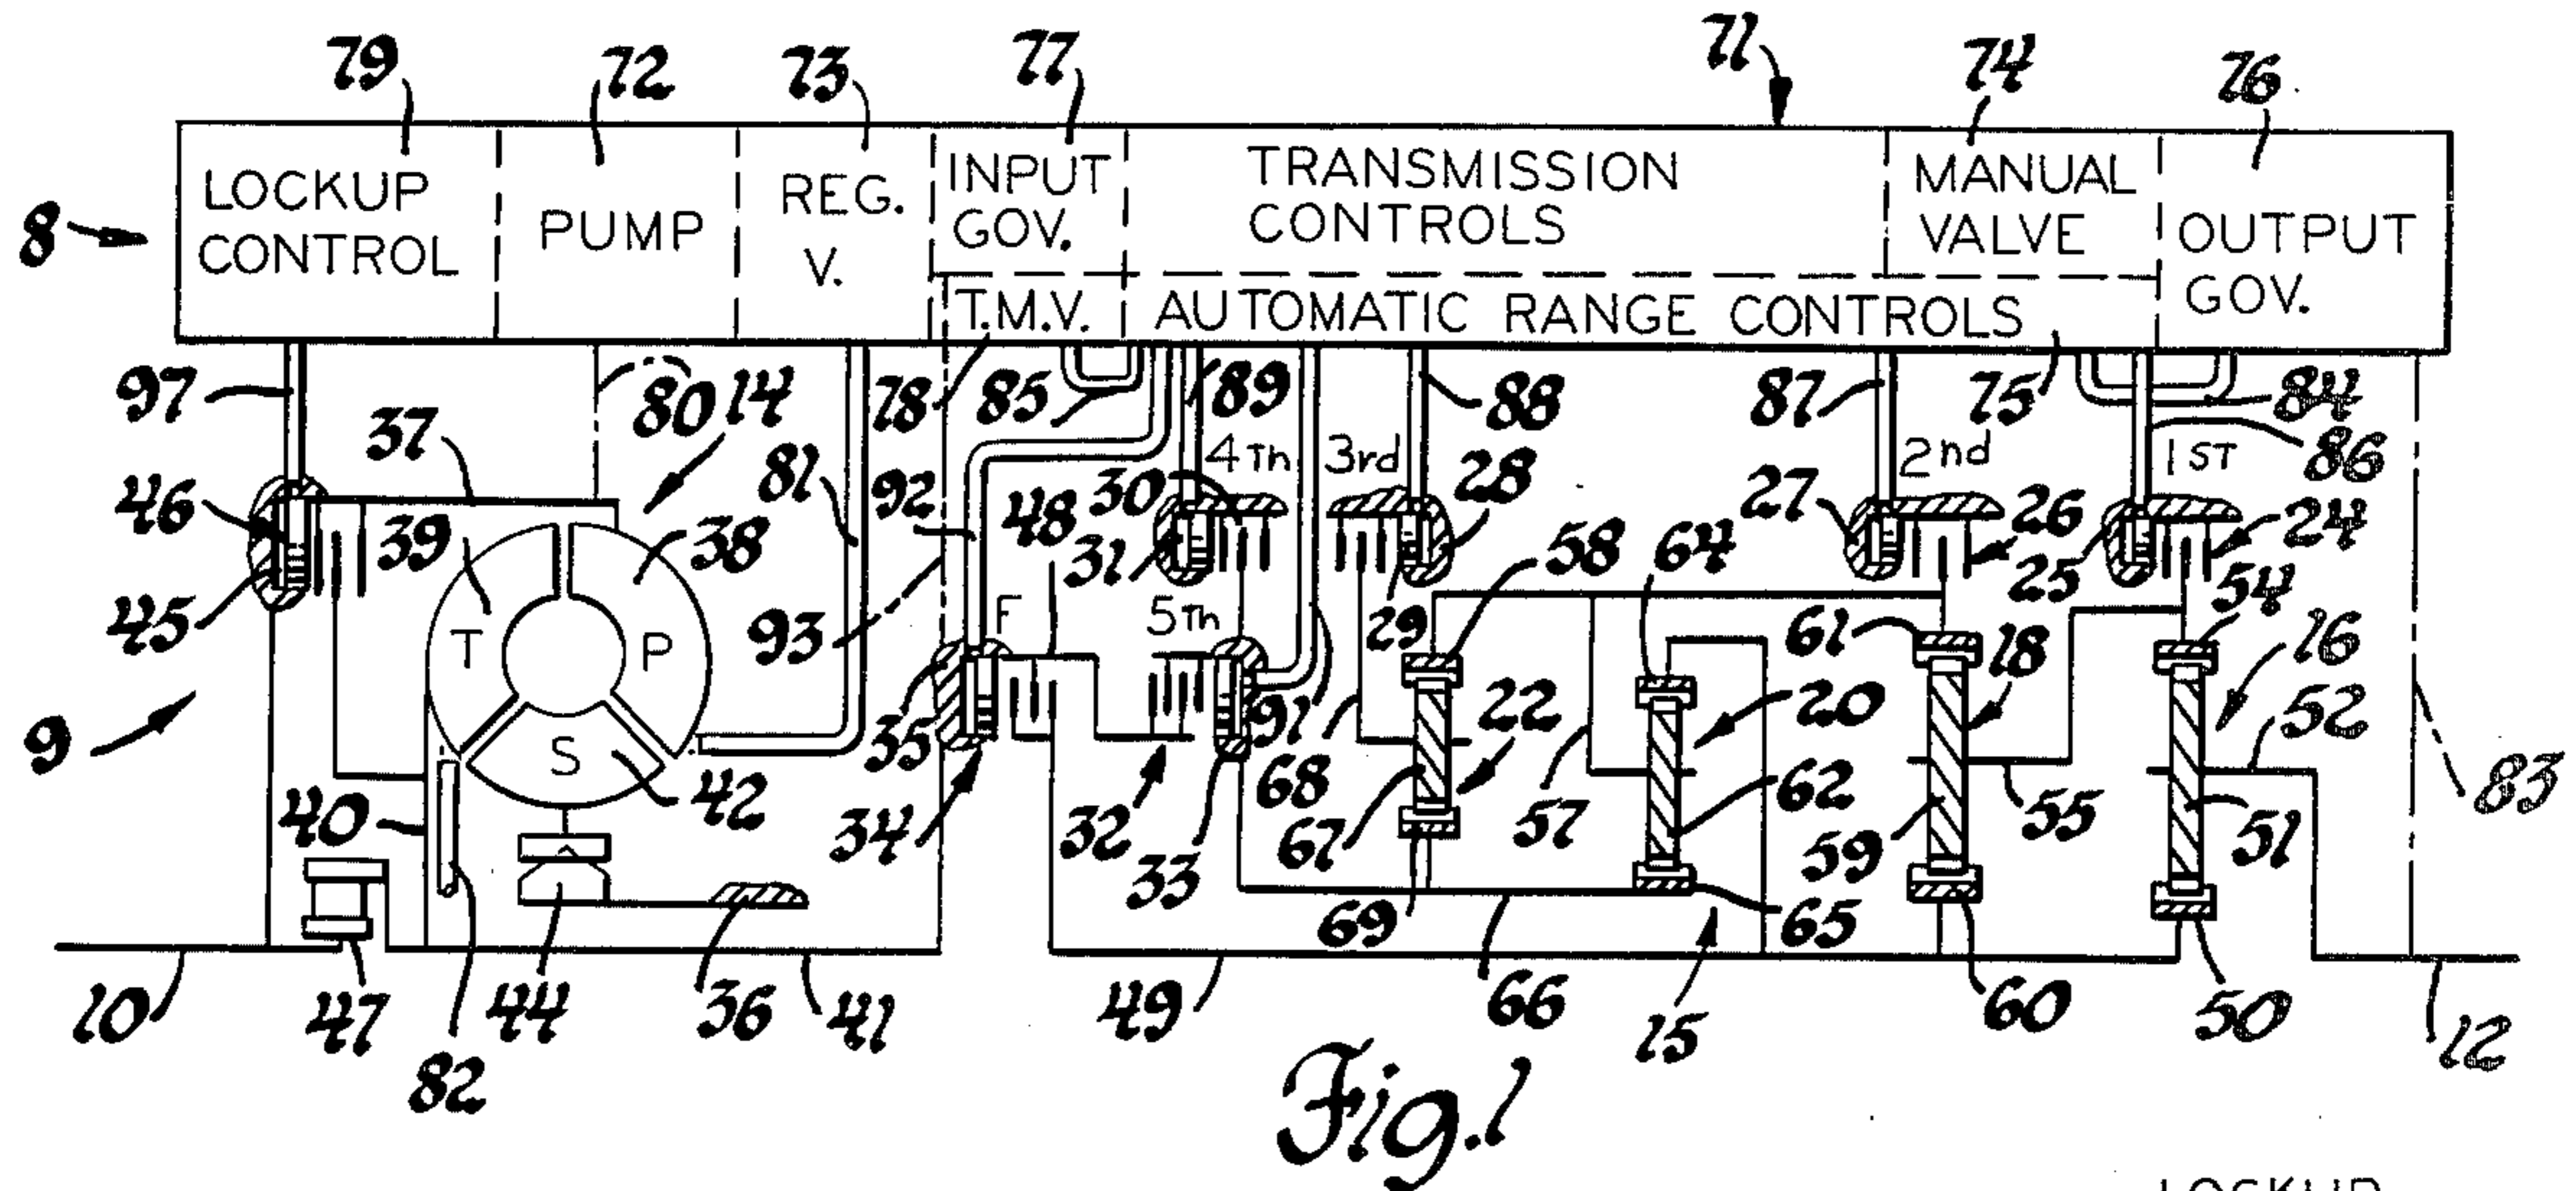 79 72 73 77 71 74 76
8
LOCKUP CONTROL
PUMP
REG. V.
INPUT GOV.
TRANSMISSION CONTROLS
MANUAL VALVE
OUTPUT GOV.
T.M.V.
AUTOMATIC RANGE CONTROLS
97 80 14 78 85 89 88 87 75 84
37 81 92 4Th 3rd 2nd 1ST 86
46 39 38 48 30 31 28 58 64 27 26 25 24
45 T P 93 F 5Th 29 61 18 54 16
9 35 91 22 20 52
S 42 68 83
40 34 32 33 67 57 62 59 55 51
69 65
10 47 82 44 36 41 49 66 15 60 50 12
Fig.1